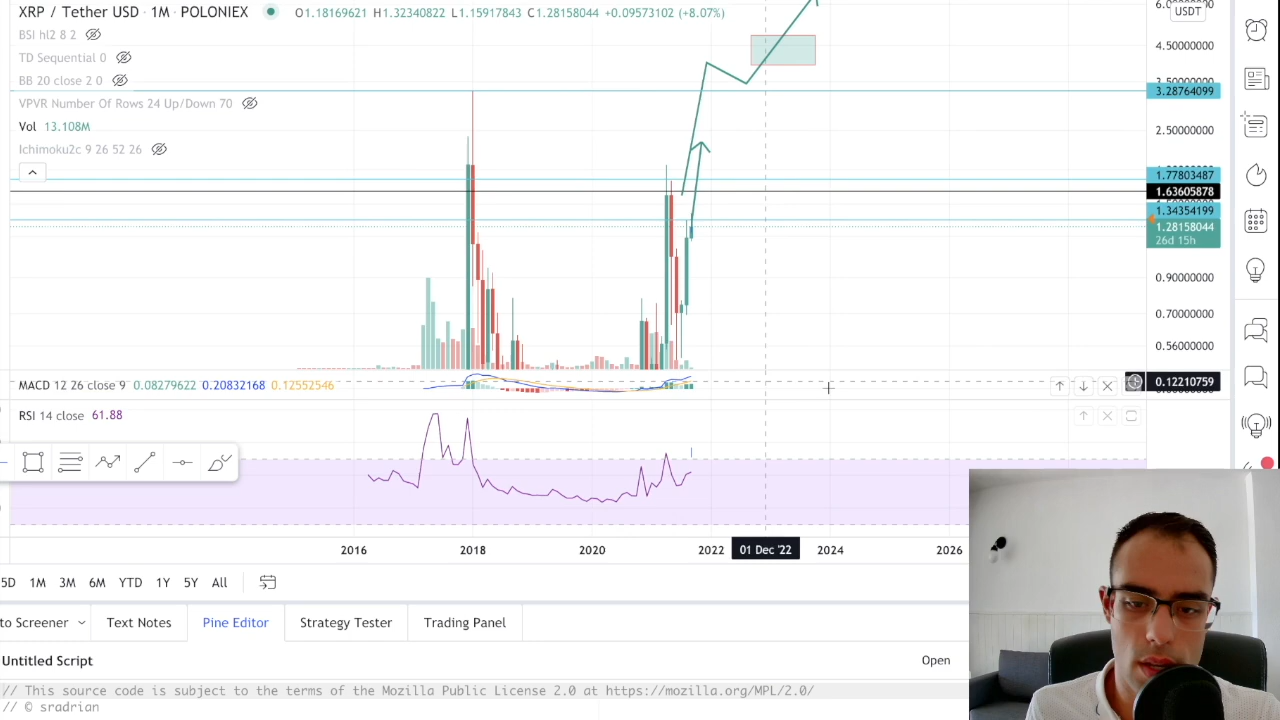 XRP / Tether USD · 1M · POLONIEX O1.18169621 H1.32340822 L1.15917843 C1.28158044 +0.09573102 (+8.07%)
BSI hl2 8 2
TD Sequential 0
BB 20 close 2 0
VPVR Number Of Rows 24 Up/Down 70
Vol 13.108M
Ichimoku2c 9 26 52 26
USDT
4.50000000
3.28764099
2.50000000
1.77803487
1.63605878
1.34354199
1.28158044
26d 15h
0.90000000
0.70000000
0.56000000
MACD 12 26 close 9 0.08279622 0.20832168 0.12552546
0.12210759
RSI 14 close 61.88
2016 2018 2020 2022 01 Dec '22 2024 2026
5D 1M 3M 6M YTD 1Y 5Y All
to Screener Text Notes Pine Editor Strategy Tester Trading Panel
Untitled Script Open
// This source code is subject to the terms of the Mozilla Public License 2.0 at https://mozilla.org/MPL/2.0/
// © sradrian